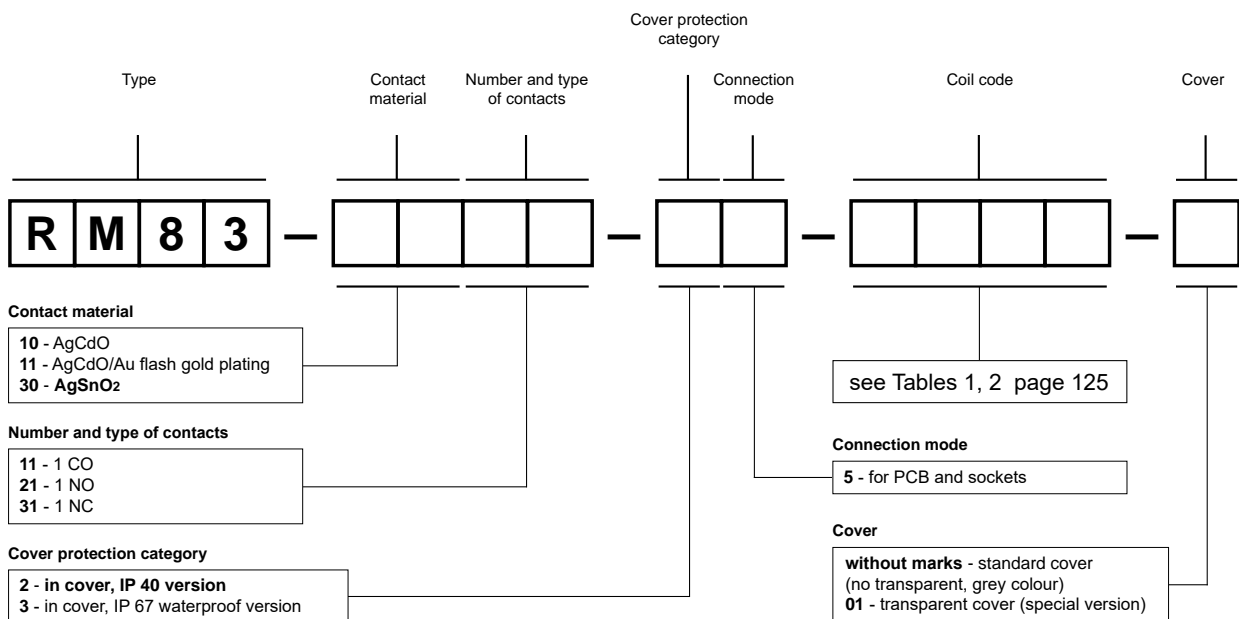 Cover protection
category
Type
Contact
material
Number and type
of contacts
Connection
mode
Coil code
Cover
R M 8 3 – – – –
Contact material
10 - AgCdO
11 - AgCdO/Au flash gold plating
30 - AgSnO2
see Tables 1, 2 page 125
Number and type of contacts
11 - 1 CO
21 - 1 NO
31 - 1 NC
Connection mode
5 - for PCB and sockets
Cover protection category
2 - in cover, IP 40 version
3 - in cover, IP 67 waterproof version
Cover
without marks - standard cover
(no transparent, grey colour)
01 - transparent cover (special version)